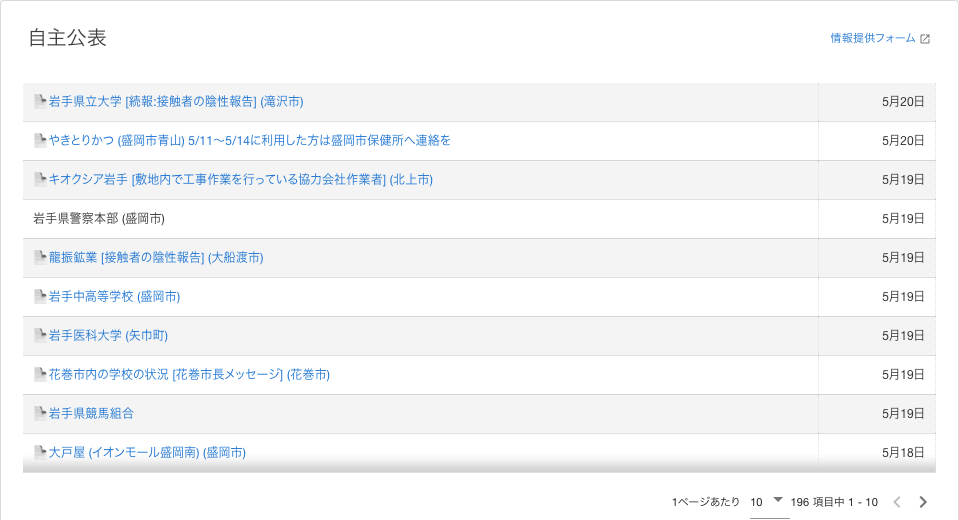 自主公表
情報提供フォーム
岩手県立大学 [続報:接触者の陰性報告] (滝沢市) 5月20日
やきとりかつ (盛岡市青山) 5/11〜5/14に利用した方は盛岡市保健所へ連絡を 5月20日
キオクシア岩手 [敷地内で工事作業を行っている協力会社作業者] (北上市) 5月19日
岩手県警察本部 (盛岡市) 5月19日
龍振鉱業 [接触者の陰性報告] (大船渡市) 5月19日
岩手中高等学校 (盛岡市) 5月19日
岩手医科大学 (矢巾町) 5月19日
花巻市内の学校の状況 [花巻市長メッセージ] (花巻市) 5月19日
岩手県競馬組合 5月19日
大戸屋 (イオンモール盛岡南) (盛岡市) 5月18日
1ページあたり 10 196 項目中 1 - 10